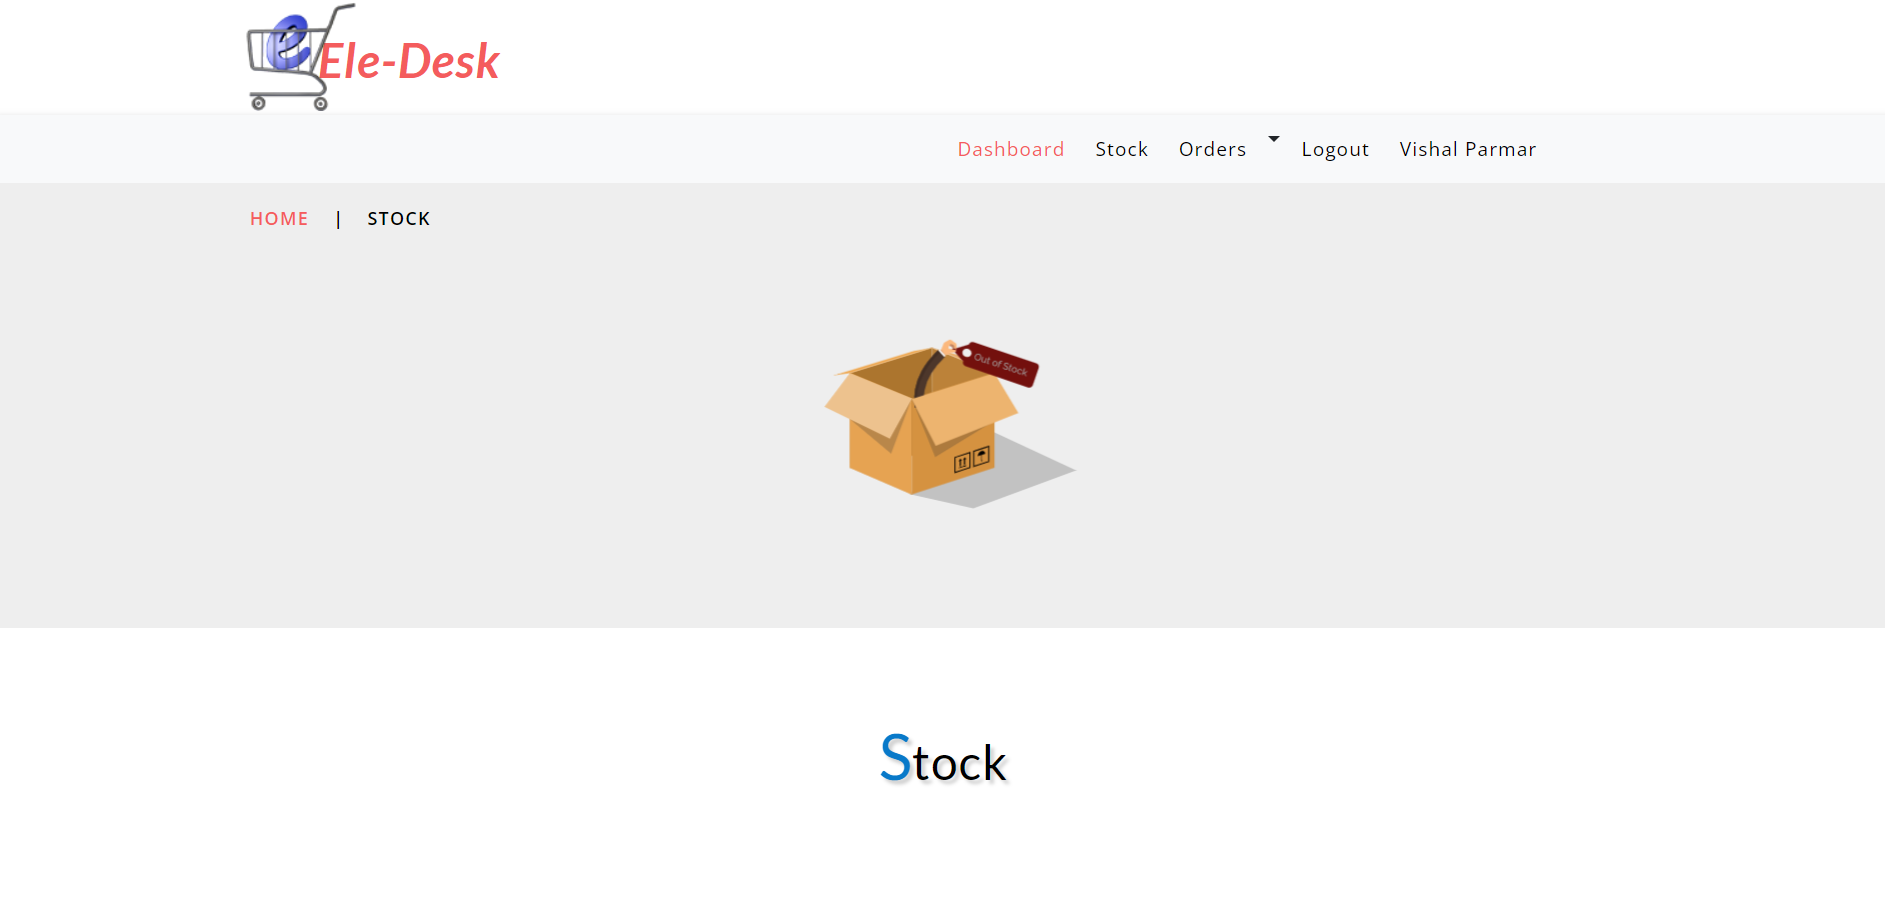 Ele-Desk
Dashboard Stock Orders Logout Vishal Parmar
HOME | STOCK
Out of Stock
Stock